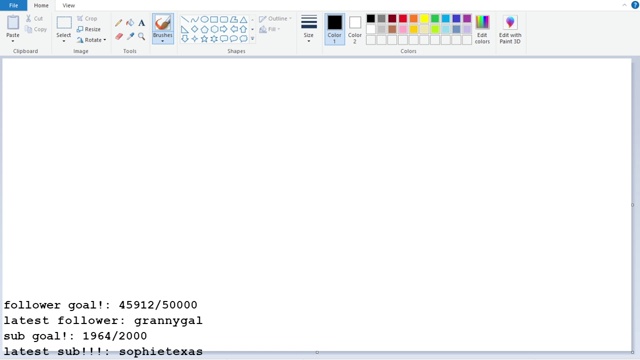 File
Home
View
Cut
Copy
Paste
Clipboard
Crop
Resize
Rotate
Select
Image
Tools
Brushes
Shapes
Outline
Fill
Size
Color
1
Color
2
Colors
Edit
colors
Edit with
Paint 3D
follower goal!: 45912/50000
latest follower: grannygal
sub goal!: 1964/2000
latest sub!!!: sophietexas